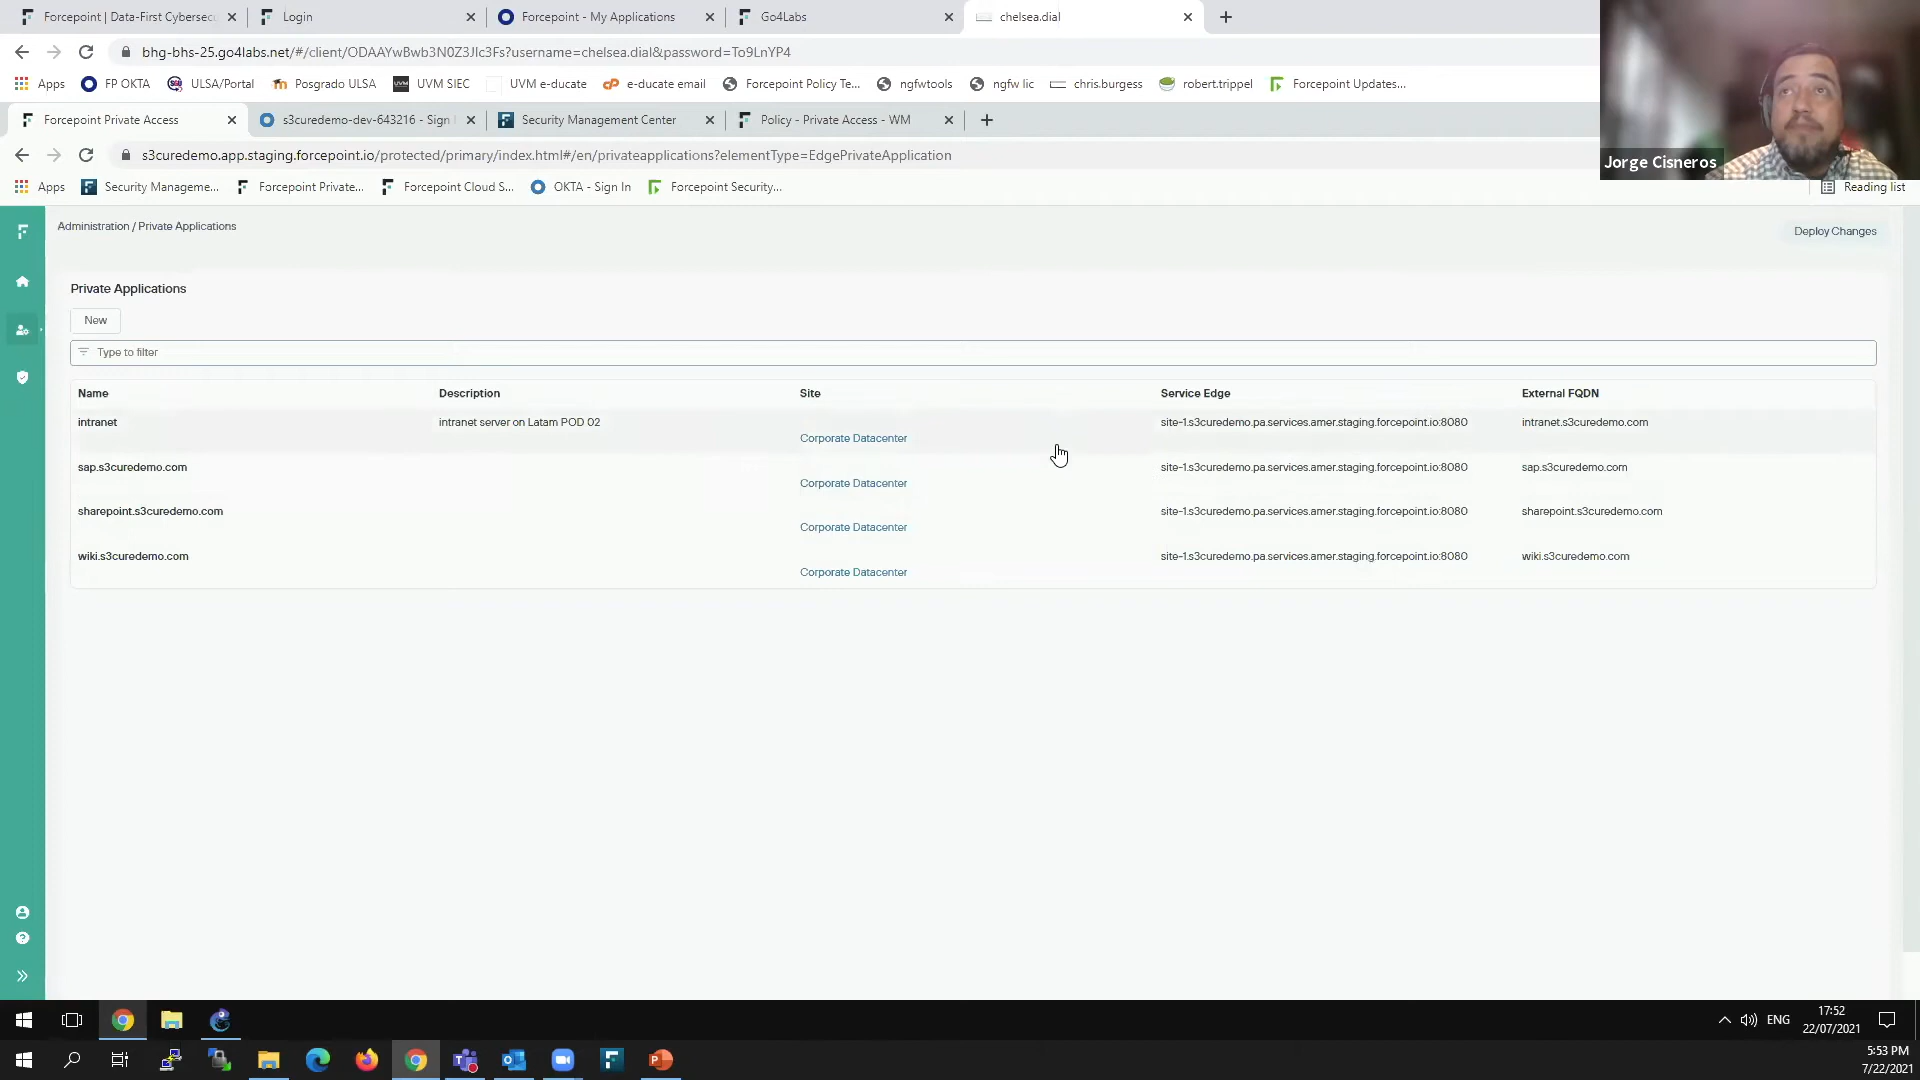 Forcepoint | Data-First Cybersec
Login
Forcepoint - My Applications
Go4Labs
chelsea.dial
bhg-bhs-25.go4labs.net/#/client/ODAAYwBwb3N0Z3Jlc3Fs?username=chelsea.dial&password=To9LnYP4
Apps
FP OKTA
ULSA/Portal
Posgrado ULSA
UVM SIEC
UVM e-ducate
e-ducate email
Forcepoint Policy Te...
ngfwtools
ngfw lic
chris.burgess
robert.trippel
Forcepoint Updates...
Forcepoint Private Access
s3curedemo-dev-643216 - Sign
Security Management Center
Policy - Private Access - WM
s3curedemo.app.staging.forcepoint.io/protected/primary/index.html#/en/privateapplications?elementType=EdgePrivateApplication
Jorge Cisneros
Apps
Security Manageme...
Forcepoint Private...
Forcepoint Cloud S...
OKTA - Sign In
Forcepoint Security...
Reading list
Administration / Private Applications
Deploy Changes
Private Applications
New
Type to filter
Name Description Site Service Edge External FQDN
intranet intranet server on Latam POD 02 Corporate Datacenter site-1.s3curedemo.pa.services.amer.staging.forcepoint.io:8080 intranet.s3curedemo.com
sap.s3curedemo.com Corporate Datacenter site-1.s3curedemo.pa.services.amer.staging.forcepoint.io:8080 sap.s3curedemo.com
sharepoint.s3curedemo.com Corporate Datacenter site-1.s3curedemo.pa.services.amer.staging.forcepoint.io:8080 sharepoint.s3curedemo.com
wiki.s3curedemo.com Corporate Datacenter site-1.s3curedemo.pa.services.amer.staging.forcepoint.io:8080 wiki.s3curedemo.com
ENG
17:52
22/07/2021
5:53 PM
7/22/2021